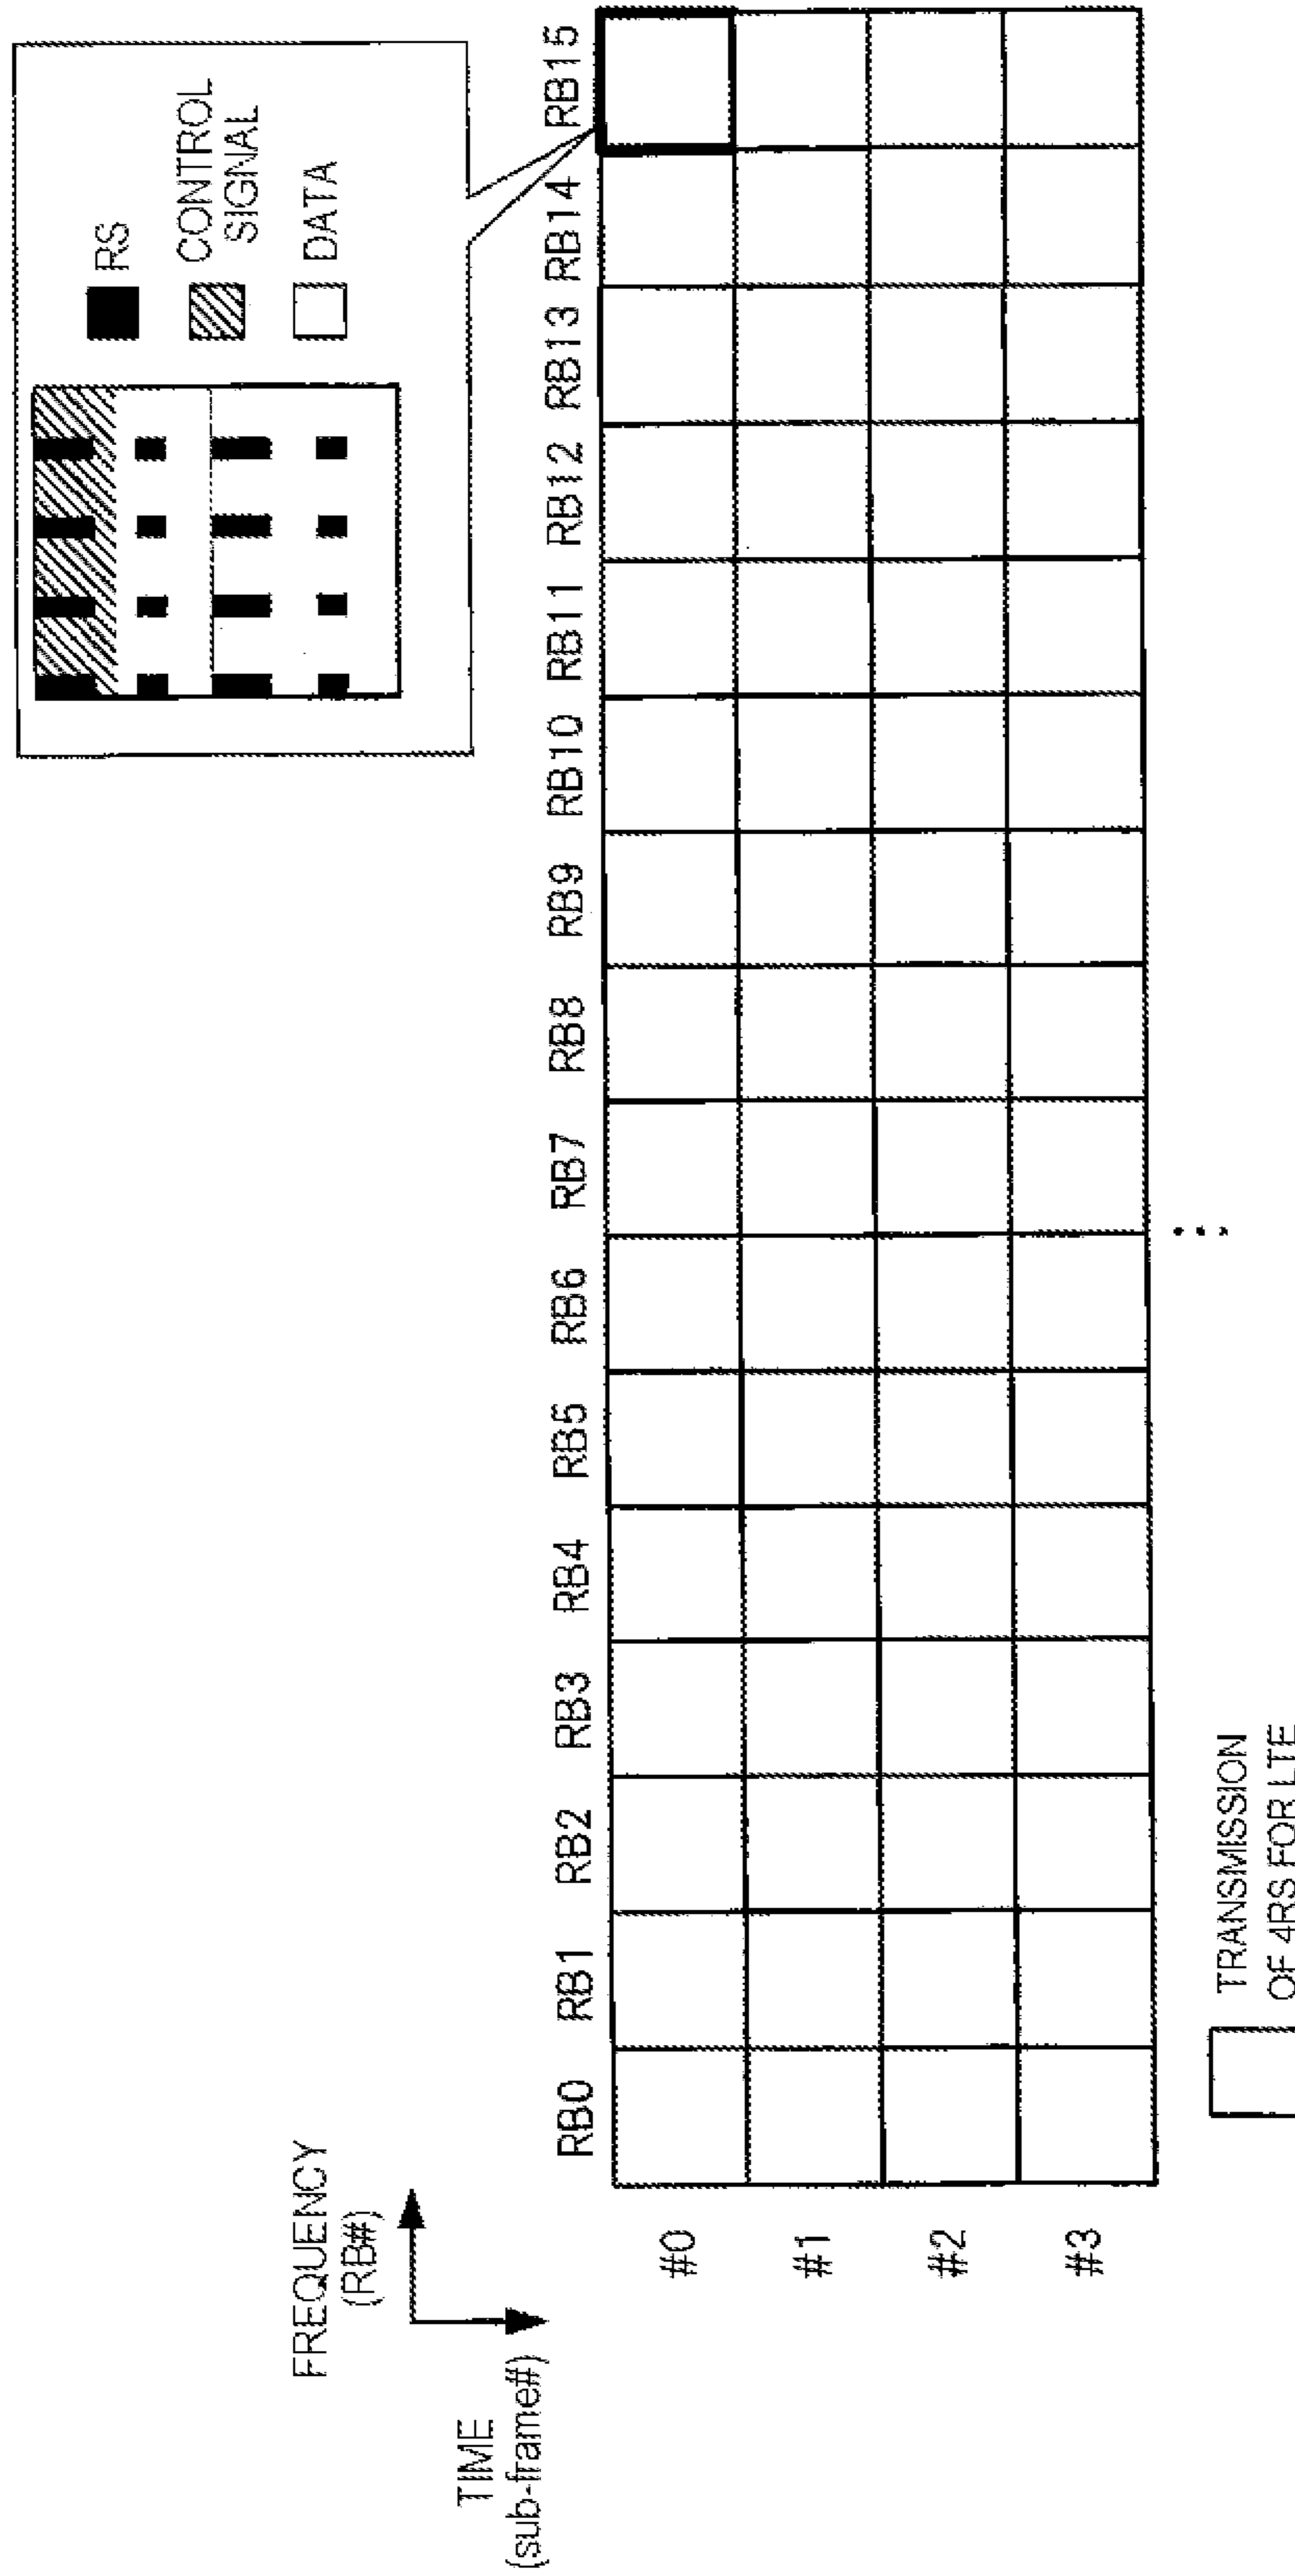 RS
CONTROL
SIGNAL
DATA
FREQUENCY
(RB#)
TIME
(sub-frame#)
RB0
RB1
RB2
RB3
RB4
RB5
RB6
RB7
RB8
RB9
RB10
RB11
RB12
RB13
RB14
RB15
#0
#1
#2
#3
...
TRANSMISSION
OF 4RS FOR LTE